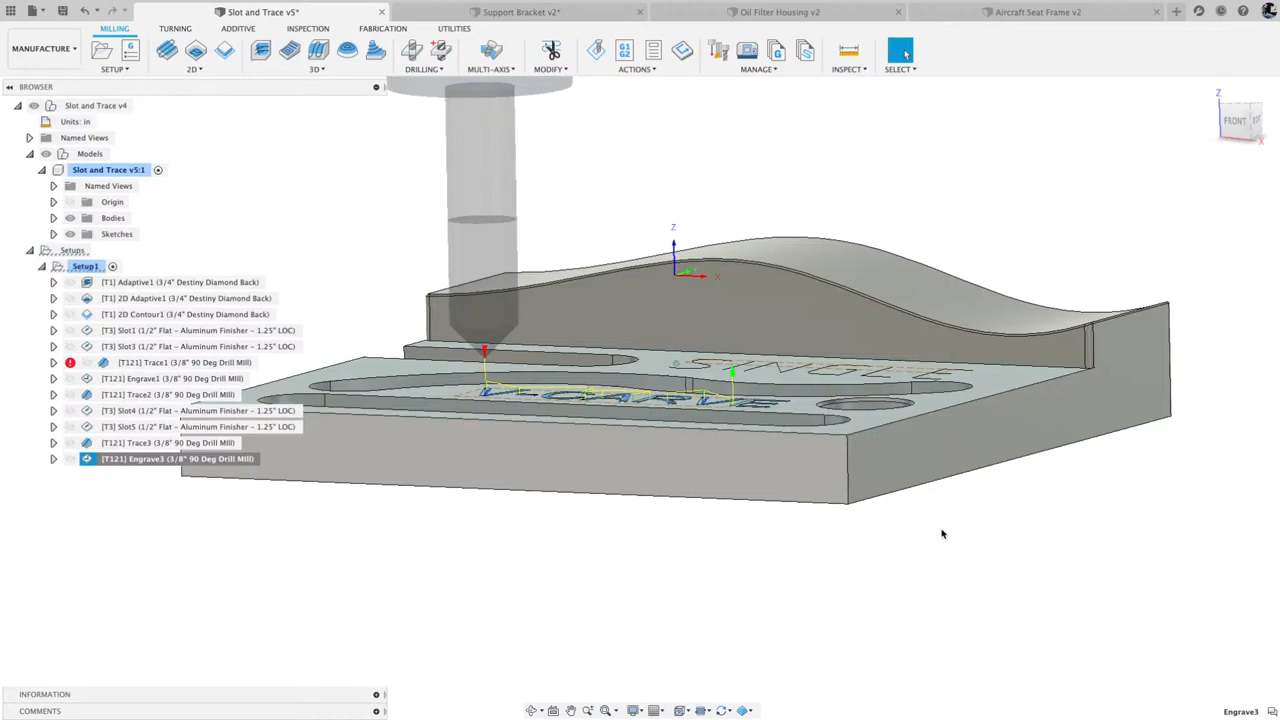 Slot and Trace v5*
Support Bracket v2*
Oil Filter Housing v2
Aircraft Seat Frame v2
MANUFACTURE
MILLING
TURNING
ADDITIVE
INSPECTION
FABRICATION
UTILITIES
G1
G2
G
SETUP
2D
3D
DRILLING
MULTI-AXIS
MODIFY
ACTIONS
MANAGE
INSPECT
SELECT
BROWSER
Slot and Trace v4
Units: in
Named Views
Models
Slot and Trace v5:1
Named Views
Origin
Bodies
Sketches
Setups
Setup1
[T1] Adaptive1 (3/4" Destiny Diamond Back)
[T1] 2D Adaptive1 (3/4" Destiny Diamond Back)
[T1] 2D Contour1 (3/4" Destiny Diamond Back)
[T3] Slot1 (1/2" Flat - Aluminum Finisher - 1.25" LOC)
[T3] Slot3 (1/2" Flat - Aluminum Finisher - 1.25" LOC)
[T121] Trace1 (3/8" 90 Deg Drill Mill)
[T121] Engrave1 (3/8" 90 Deg Drill Mill)
[T121] Trace2 (3/8" 90 Deg Drill Mill)
[T3] Slot4 (1/2" Flat - Aluminum Finisher - 1.25" LOC)
[T3] Slot5 (1/2" Flat - Aluminum Finisher - 1.25" LOC)
[T121] Trace3 (3/8" 90 Deg Drill Mill)
[T121] Engrave3 (3/8" 90 Deg Drill Mill)
Z
X
Z
FRONT
X
SINGLE
VCARVE
INFORMATION
COMMENTS
Engrave3